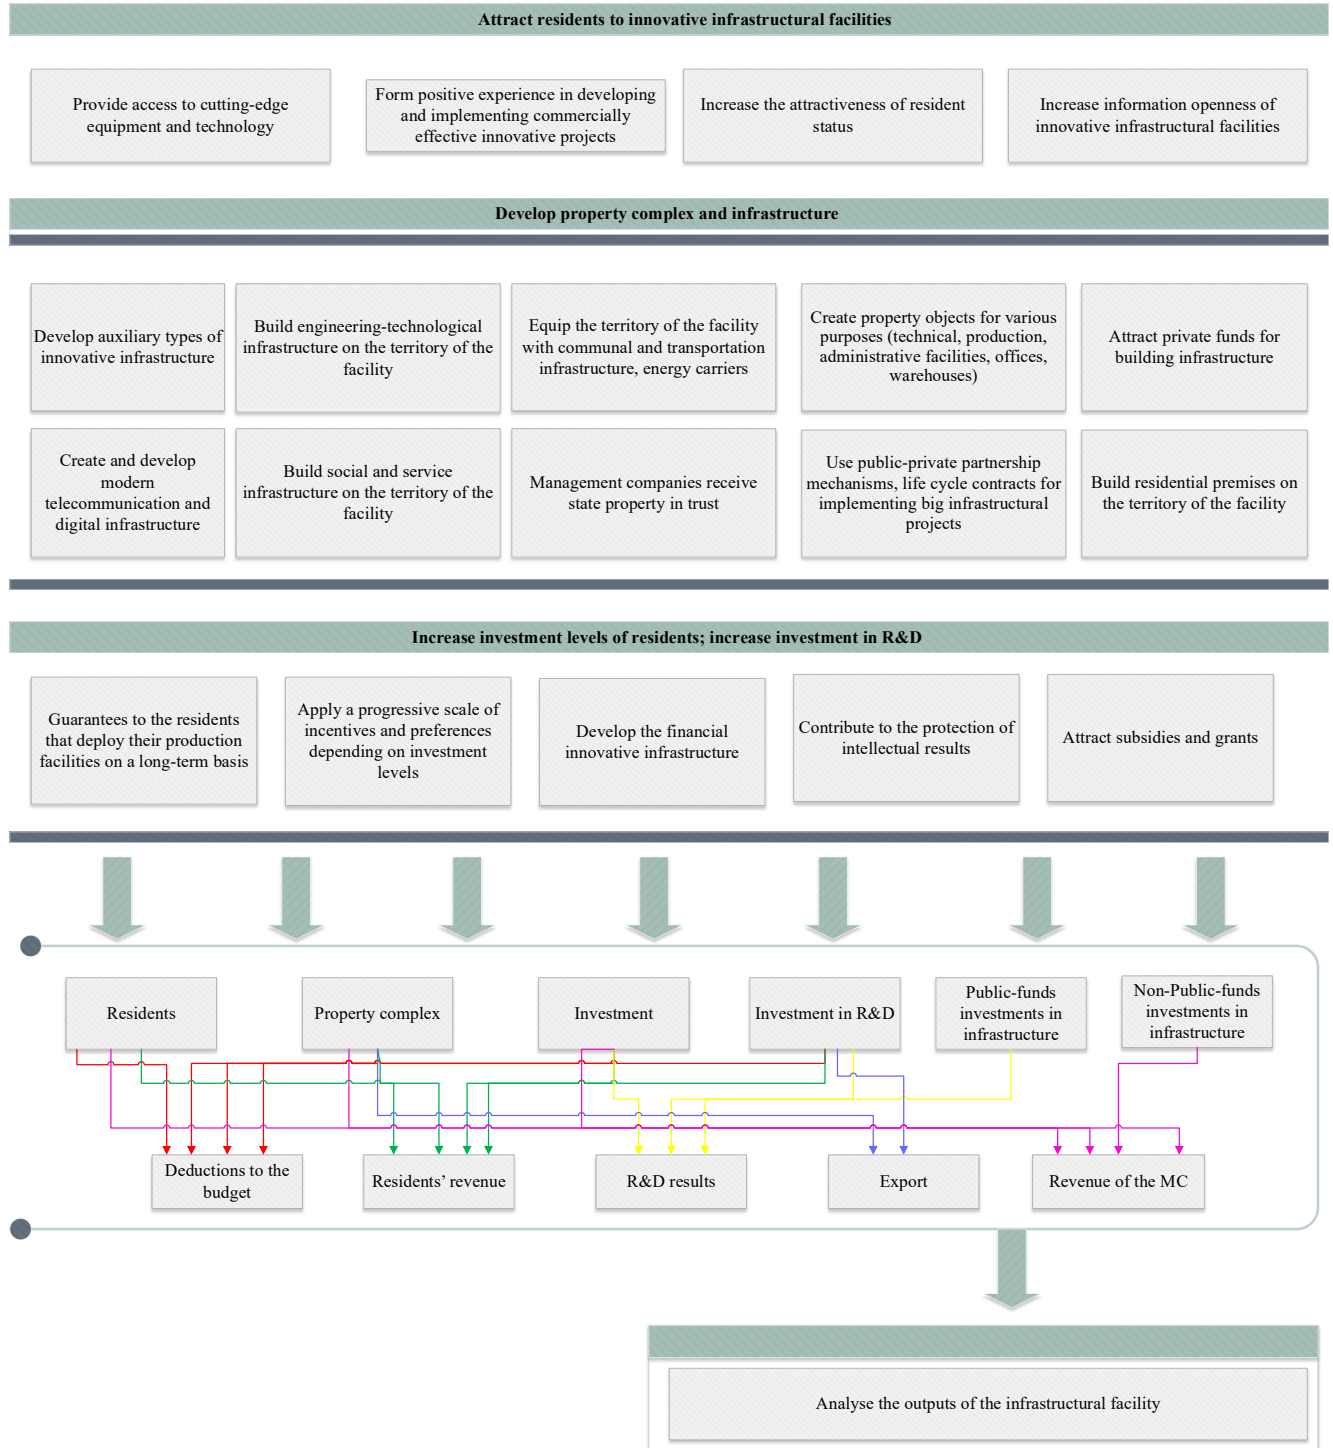 Attract residents to innovative infrastructural facilities
Provide access to cutting-edge
equipment and technology
Form positive experience in developing
and implementing commercially
effective innovative projects
Increase the attractiveness of resident
status
Increase information openness of
innovative infrastructural facilities
Develop property complex and infrastructure
Develop auxiliary types of
innovative infrastructure
Build engineering-technological
infrastructure on the territory of the
facility
Equip the territory of the facility
with communal and transportation
infrastructure, energy carriers
Create property objects for various
purposes (technical, production,
administrative facilities, offices,
warehouses)
Attract private funds for
building infrastructure
Create and develop
modern
telecommunication and
digital infrastructure
Build social and service
infrastructure on the territory of the
facility
Management companies receive
state property in trust
Use public-private partnership
mechanisms, life cycle contracts for
implementing big infrastructural
projects
Build residential premises on
the territory of the facility
Increase investment levels of residents; increase investment in R&D
Guarantees to the residents
that deploy their production
facilities on a long-term basis
Apply a progressive scale of
incentives and preferences
depending on investment
levels
Develop the financial
innovative infrastructure
Contribute to the protection of
intellectual results
Attract subsidies and grants
Residents
Property complex
Investment
Investment in R&D
Public-funds
investments in
infrastructure
Non-Public-funds
investments in
infrastructure
Deductions to the
budget
Residents’ revenue
R&D results
Export
Revenue of the MC
Analyse the outputs of the infrastructural facility